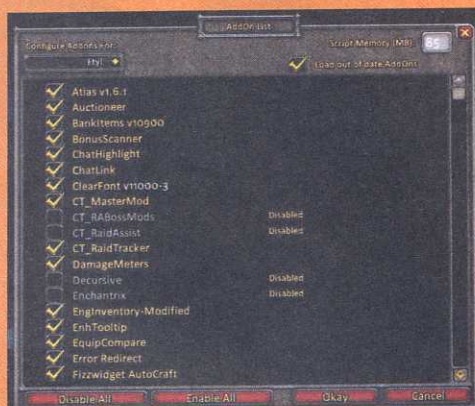 AddOn List
Configure AddOns For:
Script Memory (MB)
85
Etyl
Load out of date AddOns
Atlas v1.6.1
Auctioneer
BankItems v10900
BonusScanner
ChatHighlight
ChatLink
ClearFont v11000-3
CT_MasterMod
CT_RABossMods Disabled
CT_RaidAssist Disabled
CT_RaidTracker
DamageMeters
Decursive Disabled
Enchantrix Disabled
EngInventory-Modified
EnhTooltip
EquipCompare
Error Redirect
Fizzwidget AutoCraft
Disable All Enable All Okay Cancel